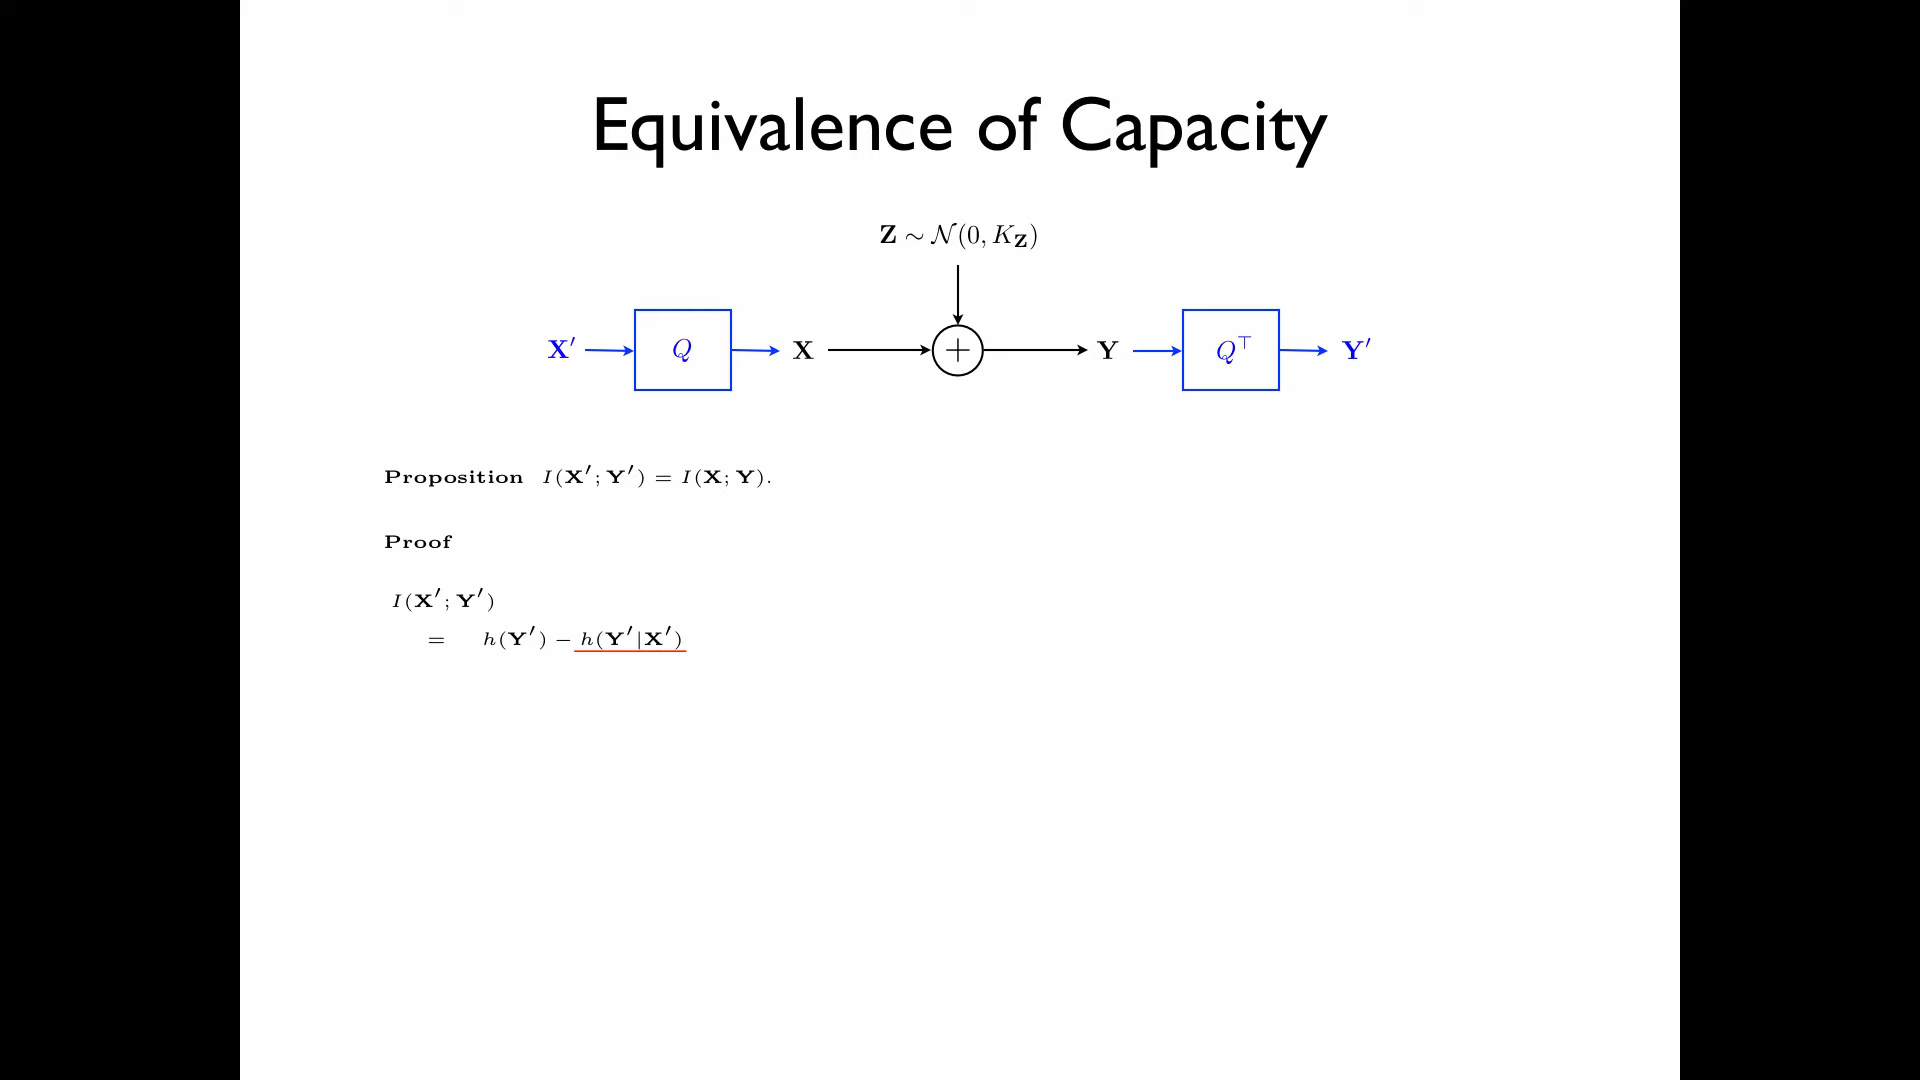 Equivalence of Capacity
Z ∼ 𝒩(0, K_Z)
X′ Q X + Y Q^⊤ Y′
Proposition I(X′; Y′) = I(X; Y).
Proof
I(X′; Y′)
= h(Y′) − h(Y′|X′)